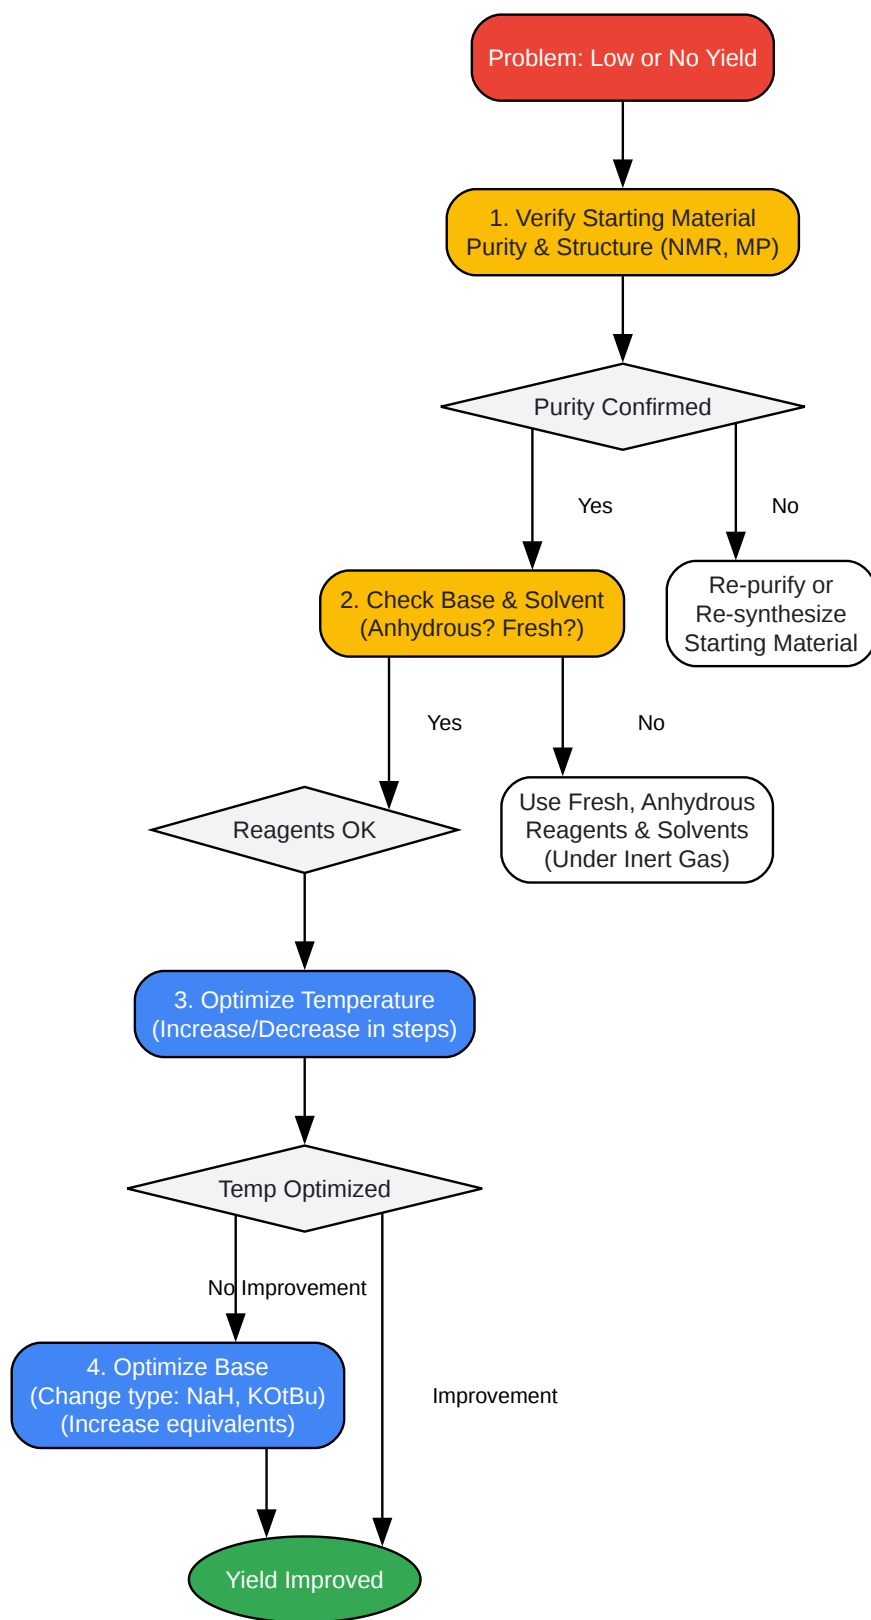 Problem: Low or No Yield
1. Verify Starting Material
Purity & Structure (NMR, MP)
Purity Confirmed
Yes
No
2. Check Base & Solvent
(Anhydrous? Fresh?)
Re-purify or
Re-synthesize
Starting Material
Yes
No
Reagents OK
Use Fresh, Anhydrous
Reagents & Solvents
(Under Inert Gas)
3. Optimize Temperature
(Increase/Decrease in steps)
Temp Optimized
No Improvement
4. Optimize Base
(Change type: NaH, KOtBu)
(Increase equivalents)
Improvement
Yield Improved